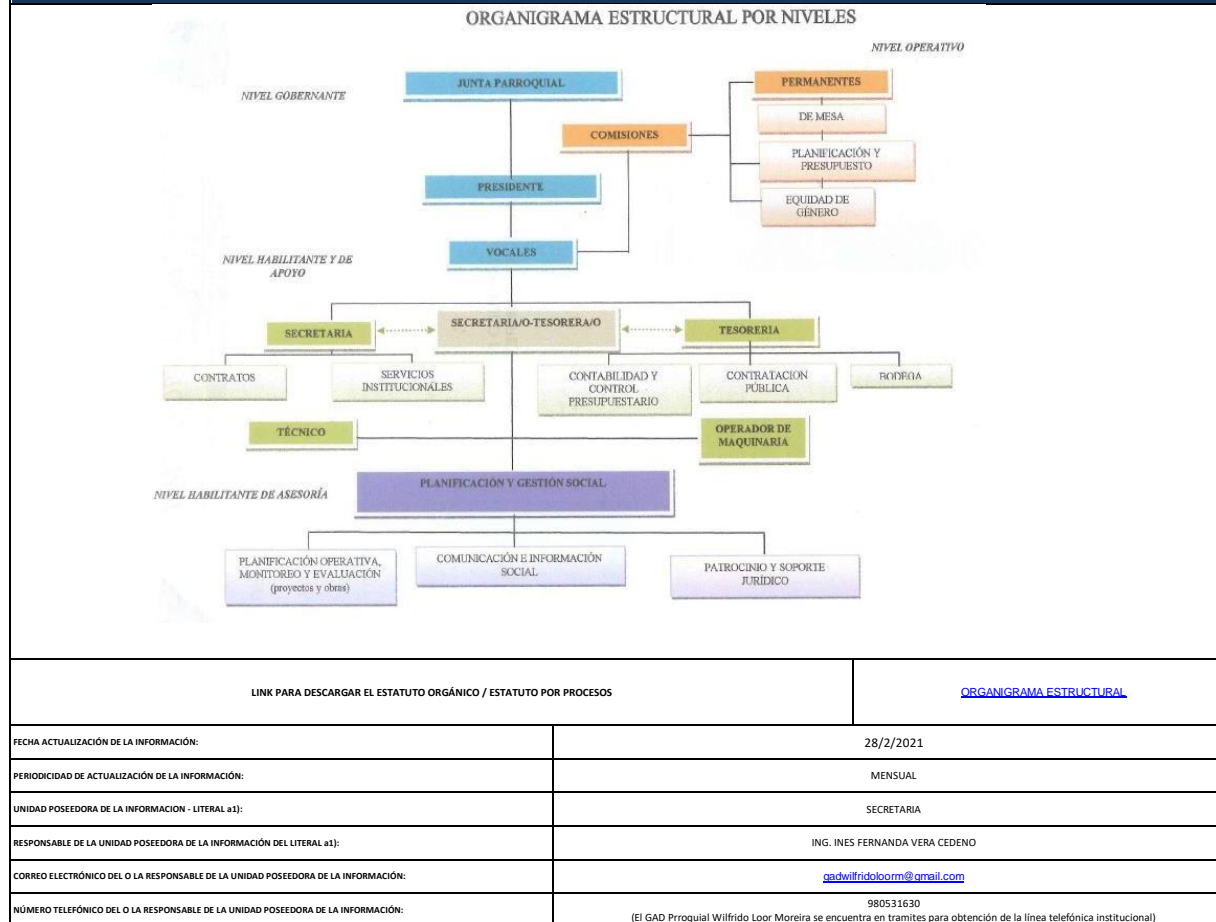 ORGANIGRAMA ESTRUCTURAL POR NIVELES
NIVEL OPERATIVO
NIVEL GOBERNANTE
JUNTA PARROQUIAL
PERMANENTES
DE MESA
COMISIONES
PLANIFICACIÓN Y
PRESUPUESTO
PRESIDENTE
EQUIDAD DE
GÉNERO
VOCALES
NIVEL HABILITANTE Y DE
APOYO
SECRETARIA
SECRETARIA/O-TESORERA/O
TESORERIA
CONTRATOS
SERVICIOS
INSTITUCIONALES
CONTABILIDAD Y
CONTROL
PRESUPUESTARIO
CONTRATACION
PÚBLICA
BODEGA
TÉCNICO
OPERADOR DE
MAQUINARIA
NIVEL HABILITANTE DE ASESORÍA
PLANIFICACIÓN Y GESTIÓN SOCIAL
PLANIFICACIÓN OPERATIVA,
MONITOREO Y EVALUACIÓN
(proyectos y obras)
COMUNICACIÓN E INFORMACIÓN
SOCIAL
PATROCINIO Y SOPORTE
JURÍDICO
LINK PARA DESCARGAR EL ESTATUTO ORGÁNICO / ESTATUTO POR PROCESOS
ORGANIGRAMA ESTRUCTURAL
FECHA ACTUALIZACIÓN DE LA INFORMACIÓN:
28/2/2021
PERIODICIDAD DE ACTUALIZACIÓN DE LA INFORMACIÓN:
MENSUAL
UNIDAD POSEEDORA DE LA INFORMACION - LITERAL a1):
SECRETARIA
RESPONSABLE DE LA UNIDAD POSEEDORA DE LA INFORMACIÓN DEL LITERAL a1):
ING. INES FERNANDA VERA CEDENO
CORREO ELECTRÓNICO DEL O LA RESPONSABLE DE LA UNIDAD POSEEDORA DE LA INFORMACIÓN:
gadwilfridoloorm@gmail.com
NÚMERO TELEFÓNICO DEL O LA RESPONSABLE DE LA UNIDAD POSEEDORA DE LA INFORMACIÓN:
980531630
(El GAD Prroquial Wilfrido Loor Moreira se encuentra en tramites para obtención de la línea telefónica institucional)